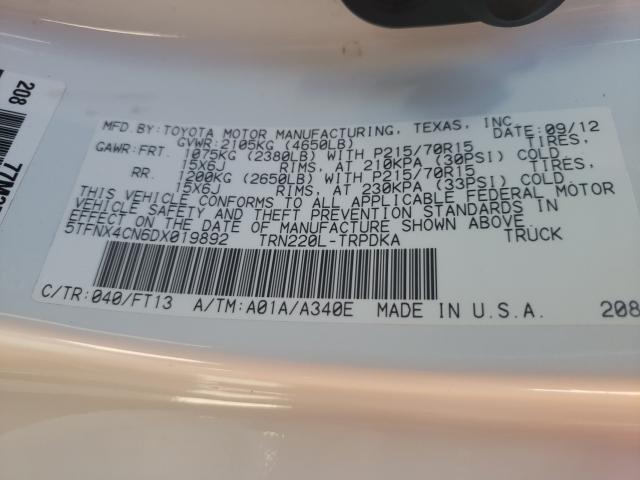 MFD.BY:TOYOTA MOTOR MANUFACTURING, TEXAS, INC. DATE:09/12
GVWR:2105KG (4650LB)
GAWR:FRT. 1075KG (2380LB) WITH P215/70R15 TIRES,
15X6J RIMS, AT 210KPA (30PSI) COLD
RR. 1200KG (2650LB) WITH P215/70R15 TIRES,
15X6J RIMS, AT 230KPA (33PSI) COLD
THIS VEHICLE CONFORMS TO ALL APPLICABLE FEDERAL MOTOR
VEHICLE SAFETY AND THEFT PREVENTION STANDARDS IN
EFFECT ON THE DATE OF MANUFACTURE SHOWN ABOVE
5TFNX4CN6DX019892 TRN220L-TRPDKA TRUCK
C/TR:040/FT13 A/TM:A01A/A340E MADE IN U.S.A. 208
208